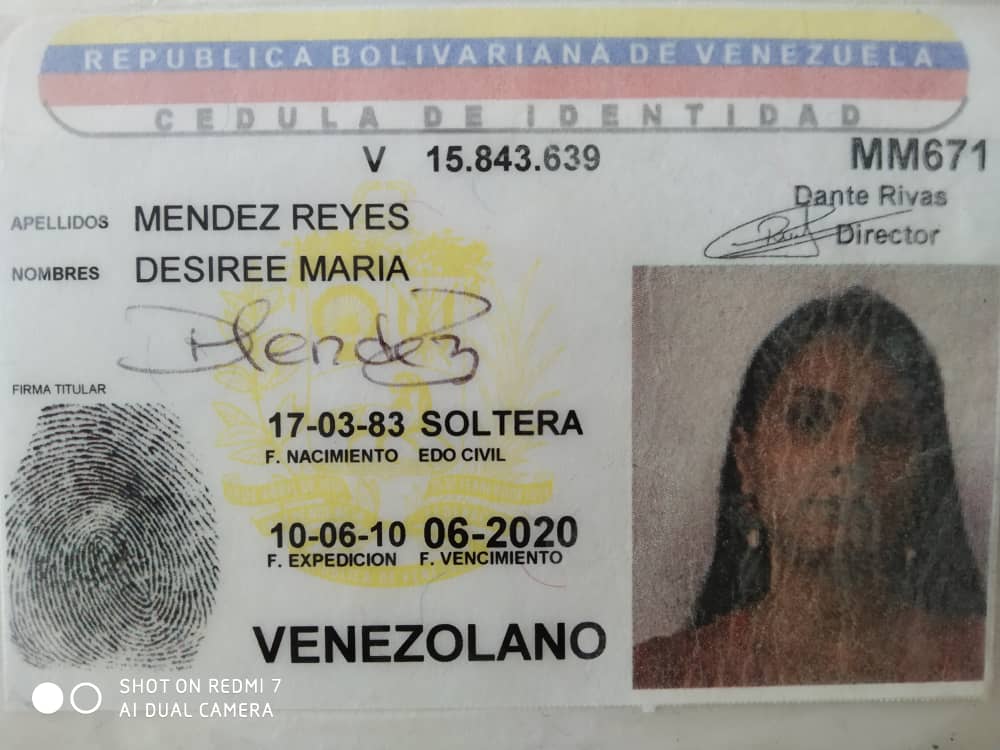 REPUBLICA BOLIVARIANA DE VENEZUELA
CEDULA DE IDENTIDAD
V 15.843.639
MM671
Dante Rivas
Director
APELLIDOS MENDEZ REYES
NOMBRES DESIREE MARIA
DMendez
FIRMA TITULAR
17-03-83 SOLTERA
F. NACIMIENTO EDO CIVIL
10-06-10 06-2020
F. EXPEDICION F. VENCIMIENTO
VENEZOLANO
SHOT ON REDMI 7
AI DUAL CAMERA